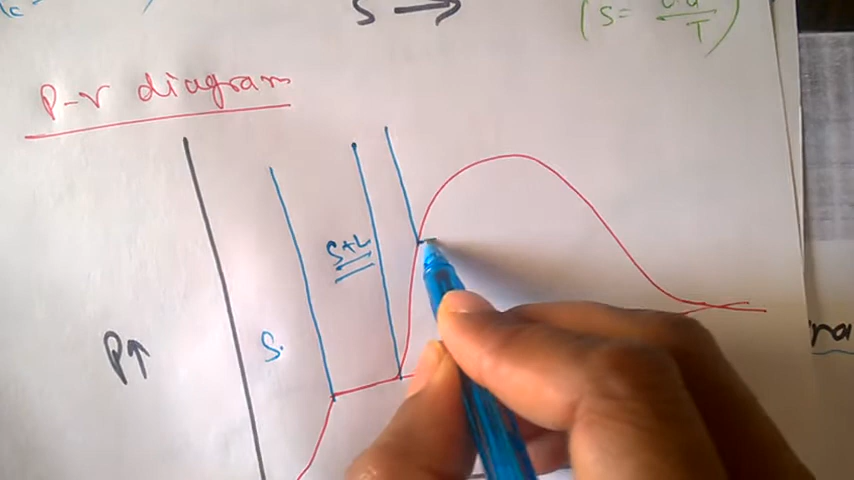 S →
(S=
T)
P-v diagram
S+L
S.
P↑